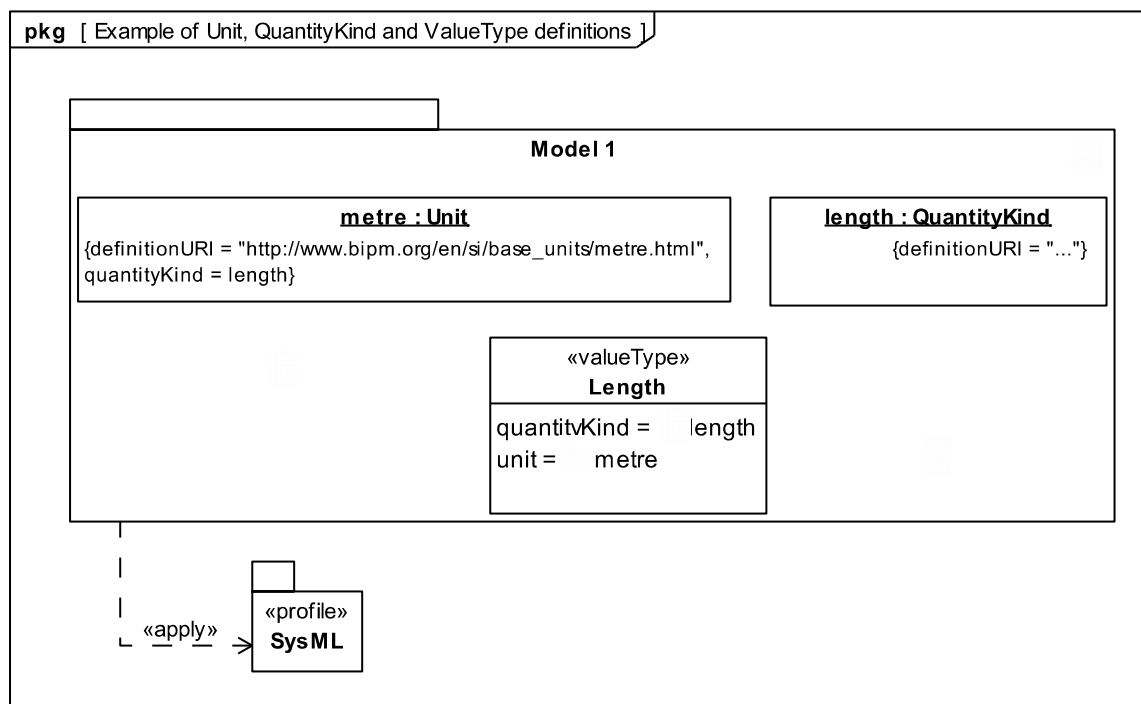 pkg [ Example of Unit, QuantityKind and ValueType definitions ]
Model 1
metre : Unit
{definitionURI = "http://www.bipm.org/en/si/base_units/metre.html",
quantityKind = length}
length : QuantityKind
{definitionURI = "..."}
«valueType»
Length
quantityKind = length
unit = metre
«apply»
«profile»
SysML